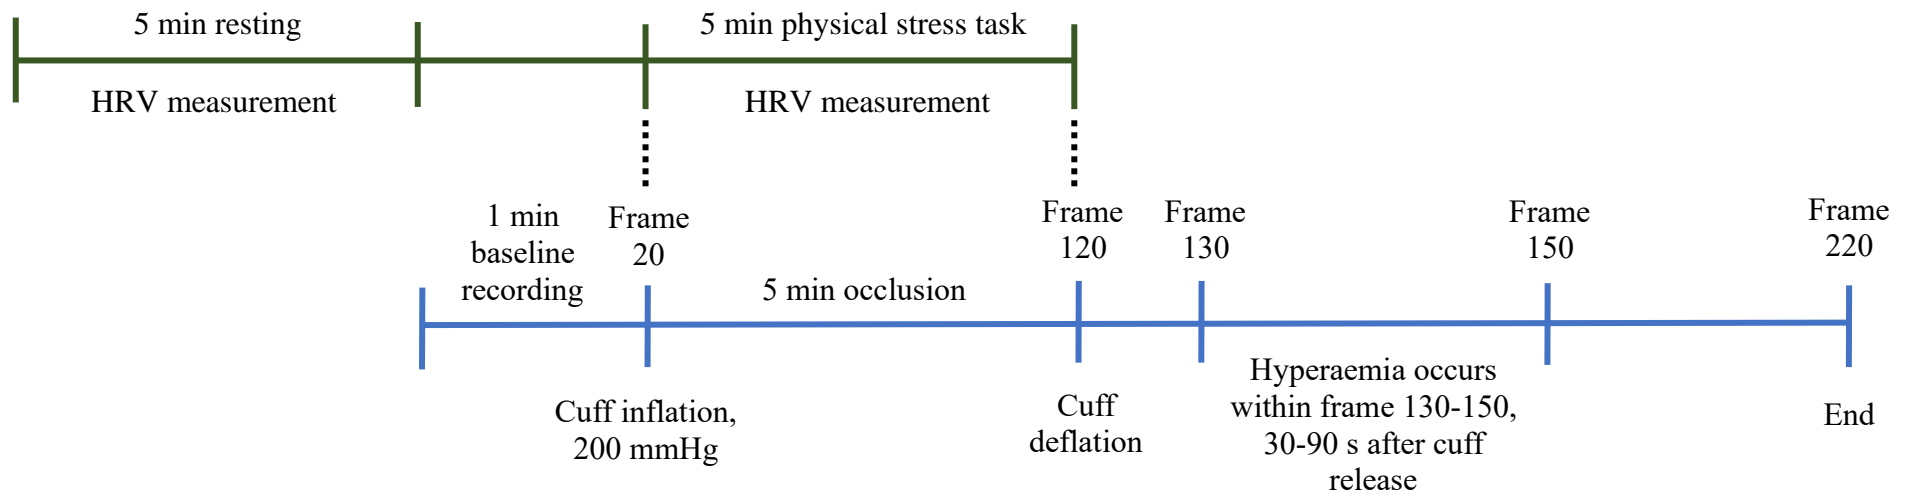 5 min resting
5 min physical stress task
HRV measurement
HRV measurement
1 min
baseline
recording
Frame
20
Frame
120
Frame
130
Frame
150
Frame
220
5 min occlusion
Cuff inflation,
200 mmHg
Cuff
deflation
Hyperaemia occurs
within frame 130-150,
30-90 s after cuff
release
End